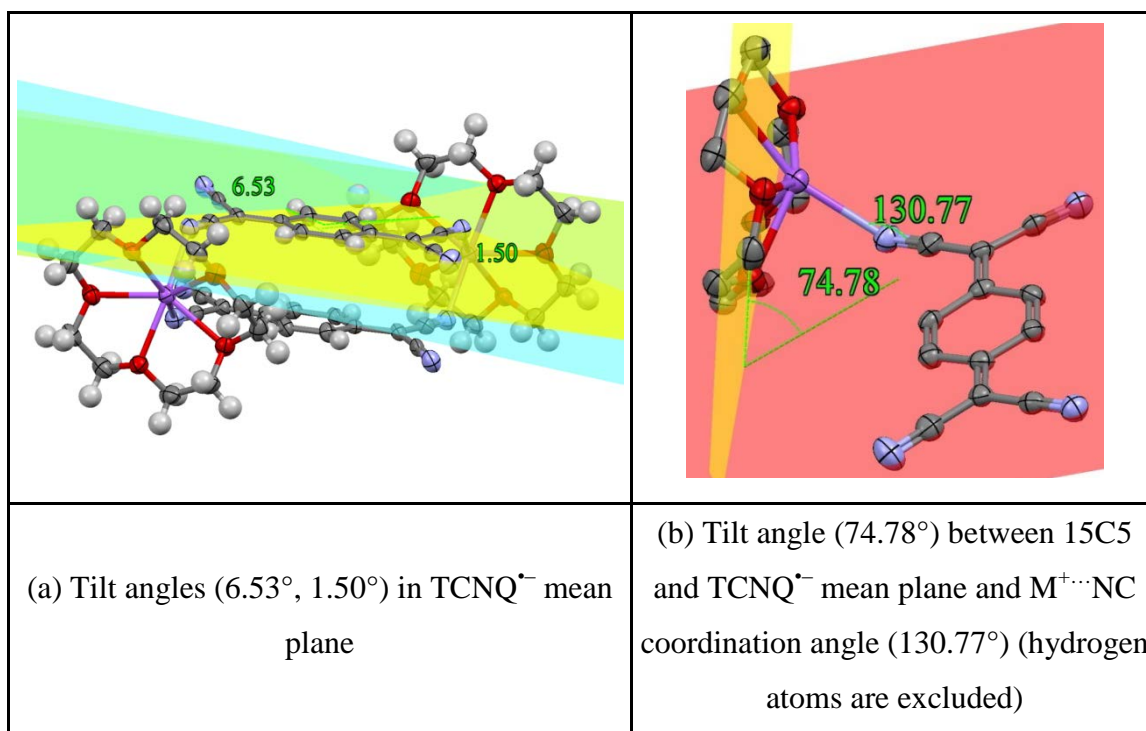 6.53
1.50
130.77
74.78
(a) Tilt angles (6.53°, 1.50°) in TCNQ•− mean
plane
(b) Tilt angle (74.78°) between 15C5
and TCNQ•− mean plane and M+…NC
coordination angle (130.77°) (hydrogen
atoms are excluded)